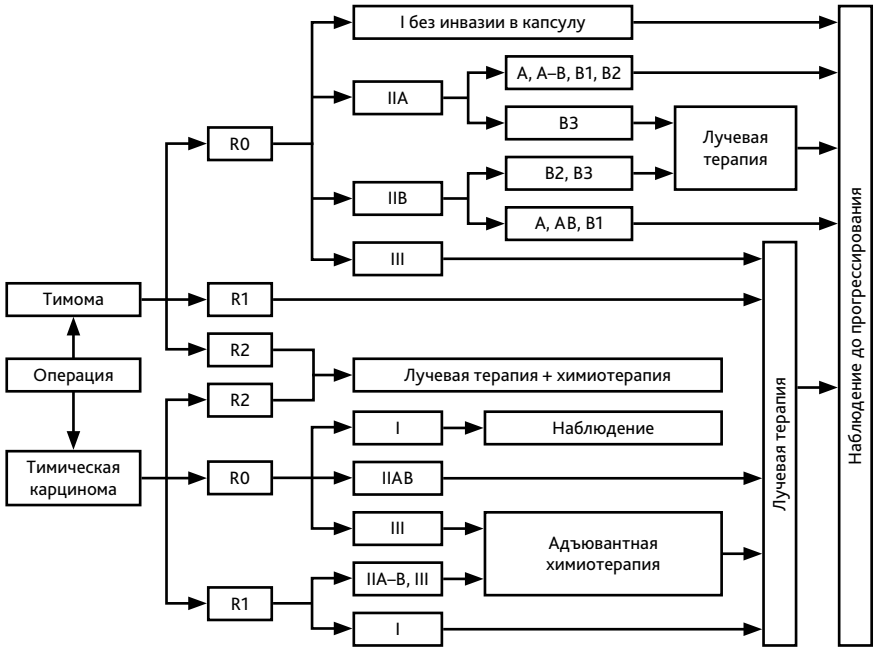 I без инвазии в капсулу
IIA
A, A–B, B1, B2
B3
R0
Лучевая
терапия
IIB
B2, B3
A, AB, B1
III
Тимома
R1
R2
Операция
Лучевая терапия + химиотерапия
R2
I
Наблюдение
Тимическая
карцинома
R0
IIAB
III
Адъювантная
химиотерапия
IIA–B, III
R1
I
Лучевая терапия
Наблюдение до прогрессирования